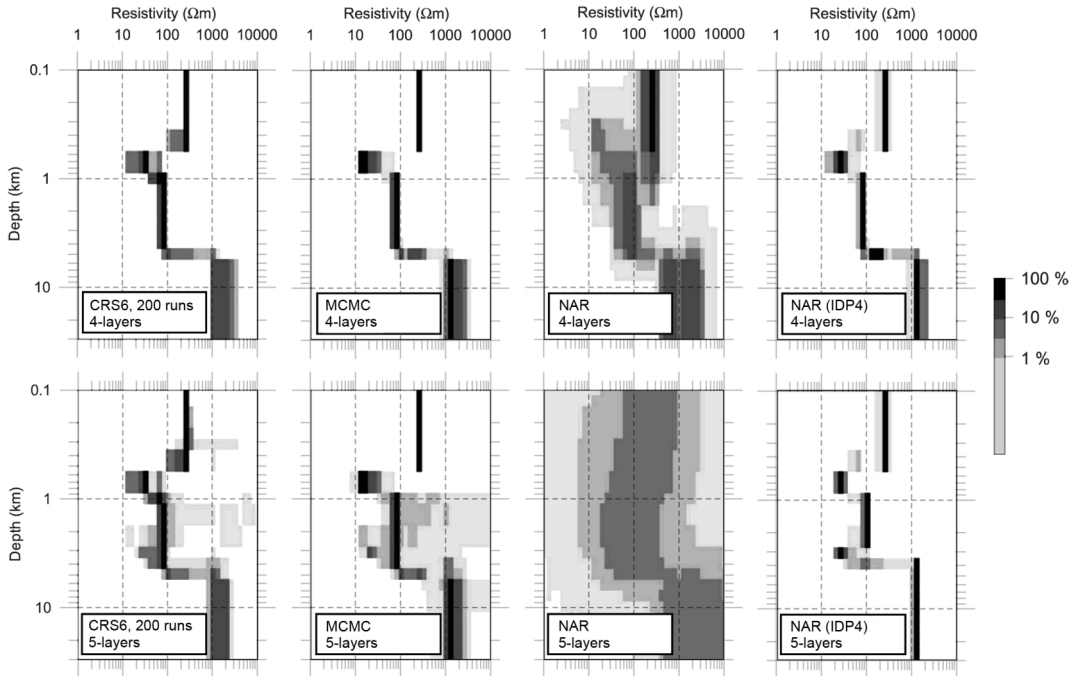 Resistivity (Ωm) Resistivity (Ωm) Resistivity (Ωm) Resistivity (Ωm)
1 10 100 1000 10000 1 10 100 1000 10000 1 10 100 1000 10000 1 10 100 1000 10000
0.1
1
10
Depth (km)
CRS6, 200 runs
4-layers
MCMC
4-layers
NAR
4-layers
NAR (IDP4)
4-layers
100 %
10 %
1 %
0.1
1
10
Depth (km)
CRS6, 200 runs
5-layers
MCMC
5-layers
NAR
5-layers
NAR (IDP4)
5-layers